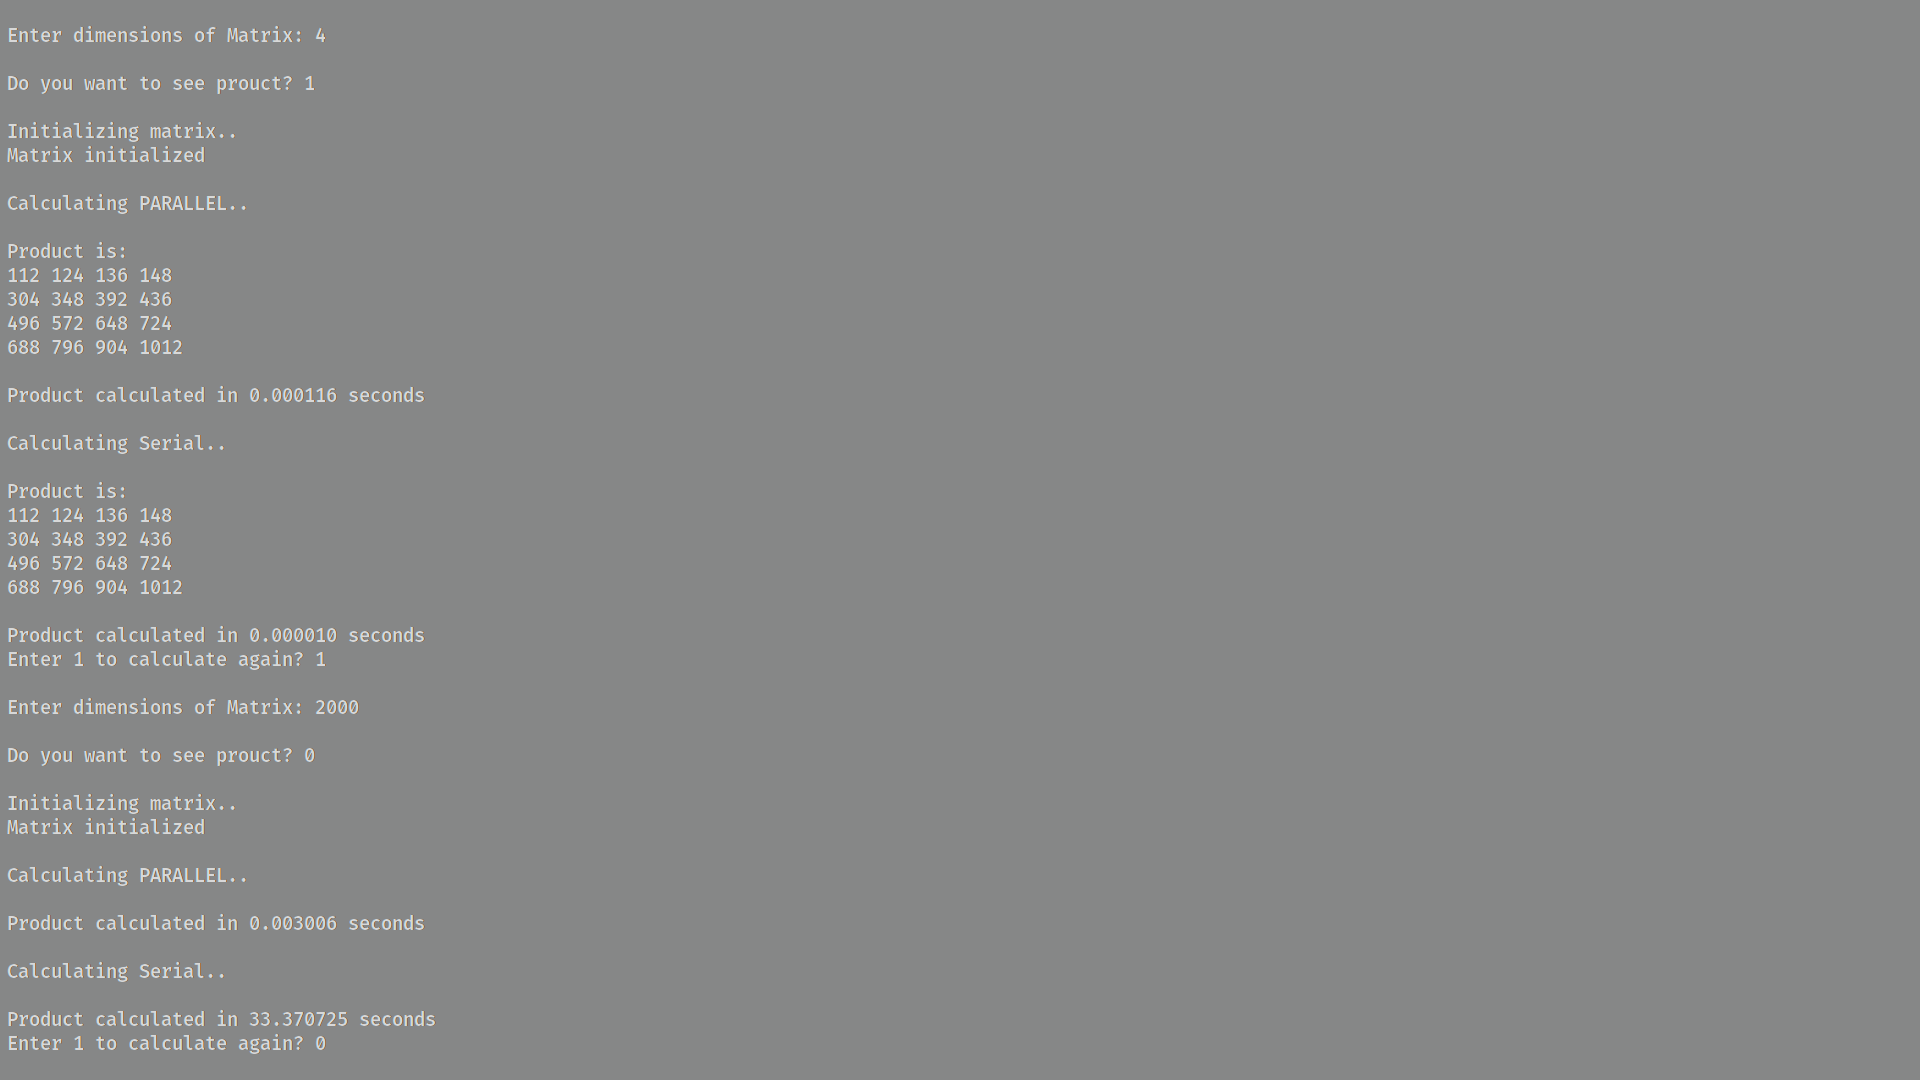 Enter dimensions of Matrix: 4
Do you want to see prouct? 1
Initializing matrix..
Matrix initialized
Calculating PARALLEL..
Product is:
112 124 136 148
304 348 392 436
496 572 648 724
688 796 904 1012
Product calculated in 0.000116 seconds
Calculating Serial..
Product is:
112 124 136 148
304 348 392 436
496 572 648 724
688 796 904 1012
Product calculated in 0.000010 seconds
Enter 1 to calculate again? 1
Enter dimensions of Matrix: 2000
Do you want to see prouct? 0
Initializing matrix..
Matrix initialized
Calculating PARALLEL..
Product calculated in 0.003006 seconds
Calculating Serial..
Product calculated in 33.370725 seconds
Enter 1 to calculate again? 0